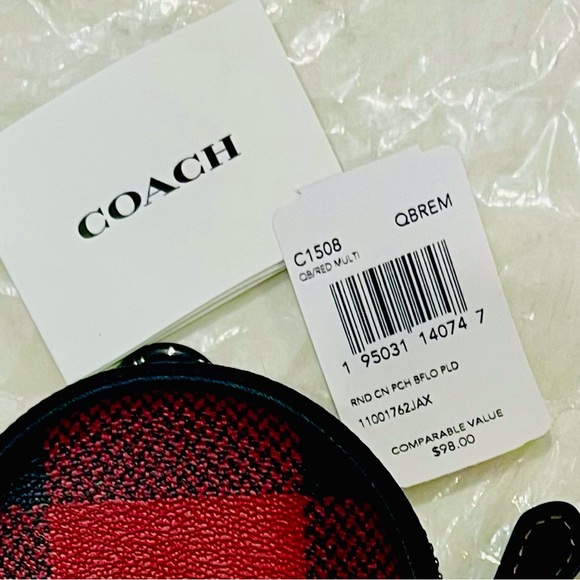 COACH
C1508
QBREM
QB/RED MULTI
1 95031 14074 7
RND CN PCH BFLO PLD
11001762JAX
COMPARABLE VALUE
$98.00